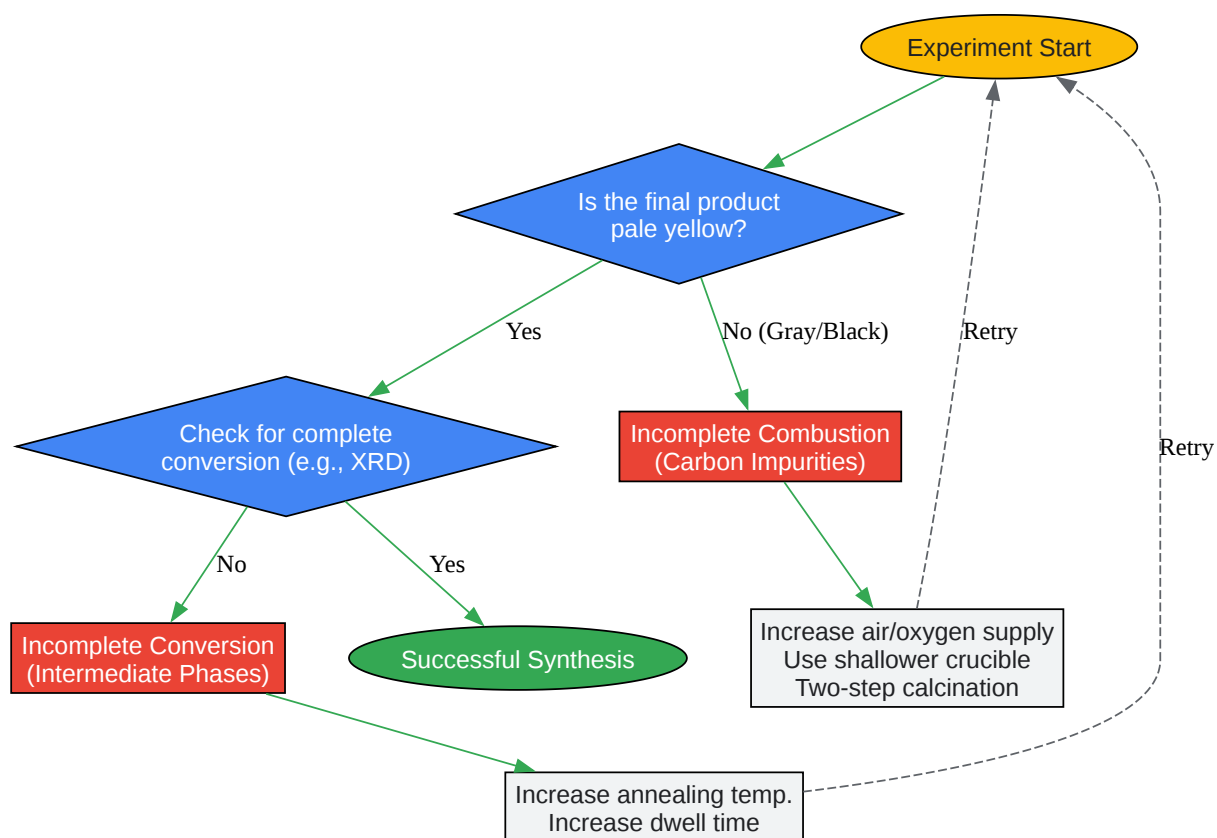 Experiment Start
Is the final product
pale yellow?
Yes
No (Gray/Black)
Retry
Check for complete
conversion (e.g., XRD)
Incomplete Combustion
(Carbon Impurities)
Retry
No
Yes
Incomplete Conversion
(Intermediate Phases)
Successful Synthesis
Increase air/oxygen supply
Use shallower crucible
Two-step calcination
Increase annealing temp.
Increase dwell time